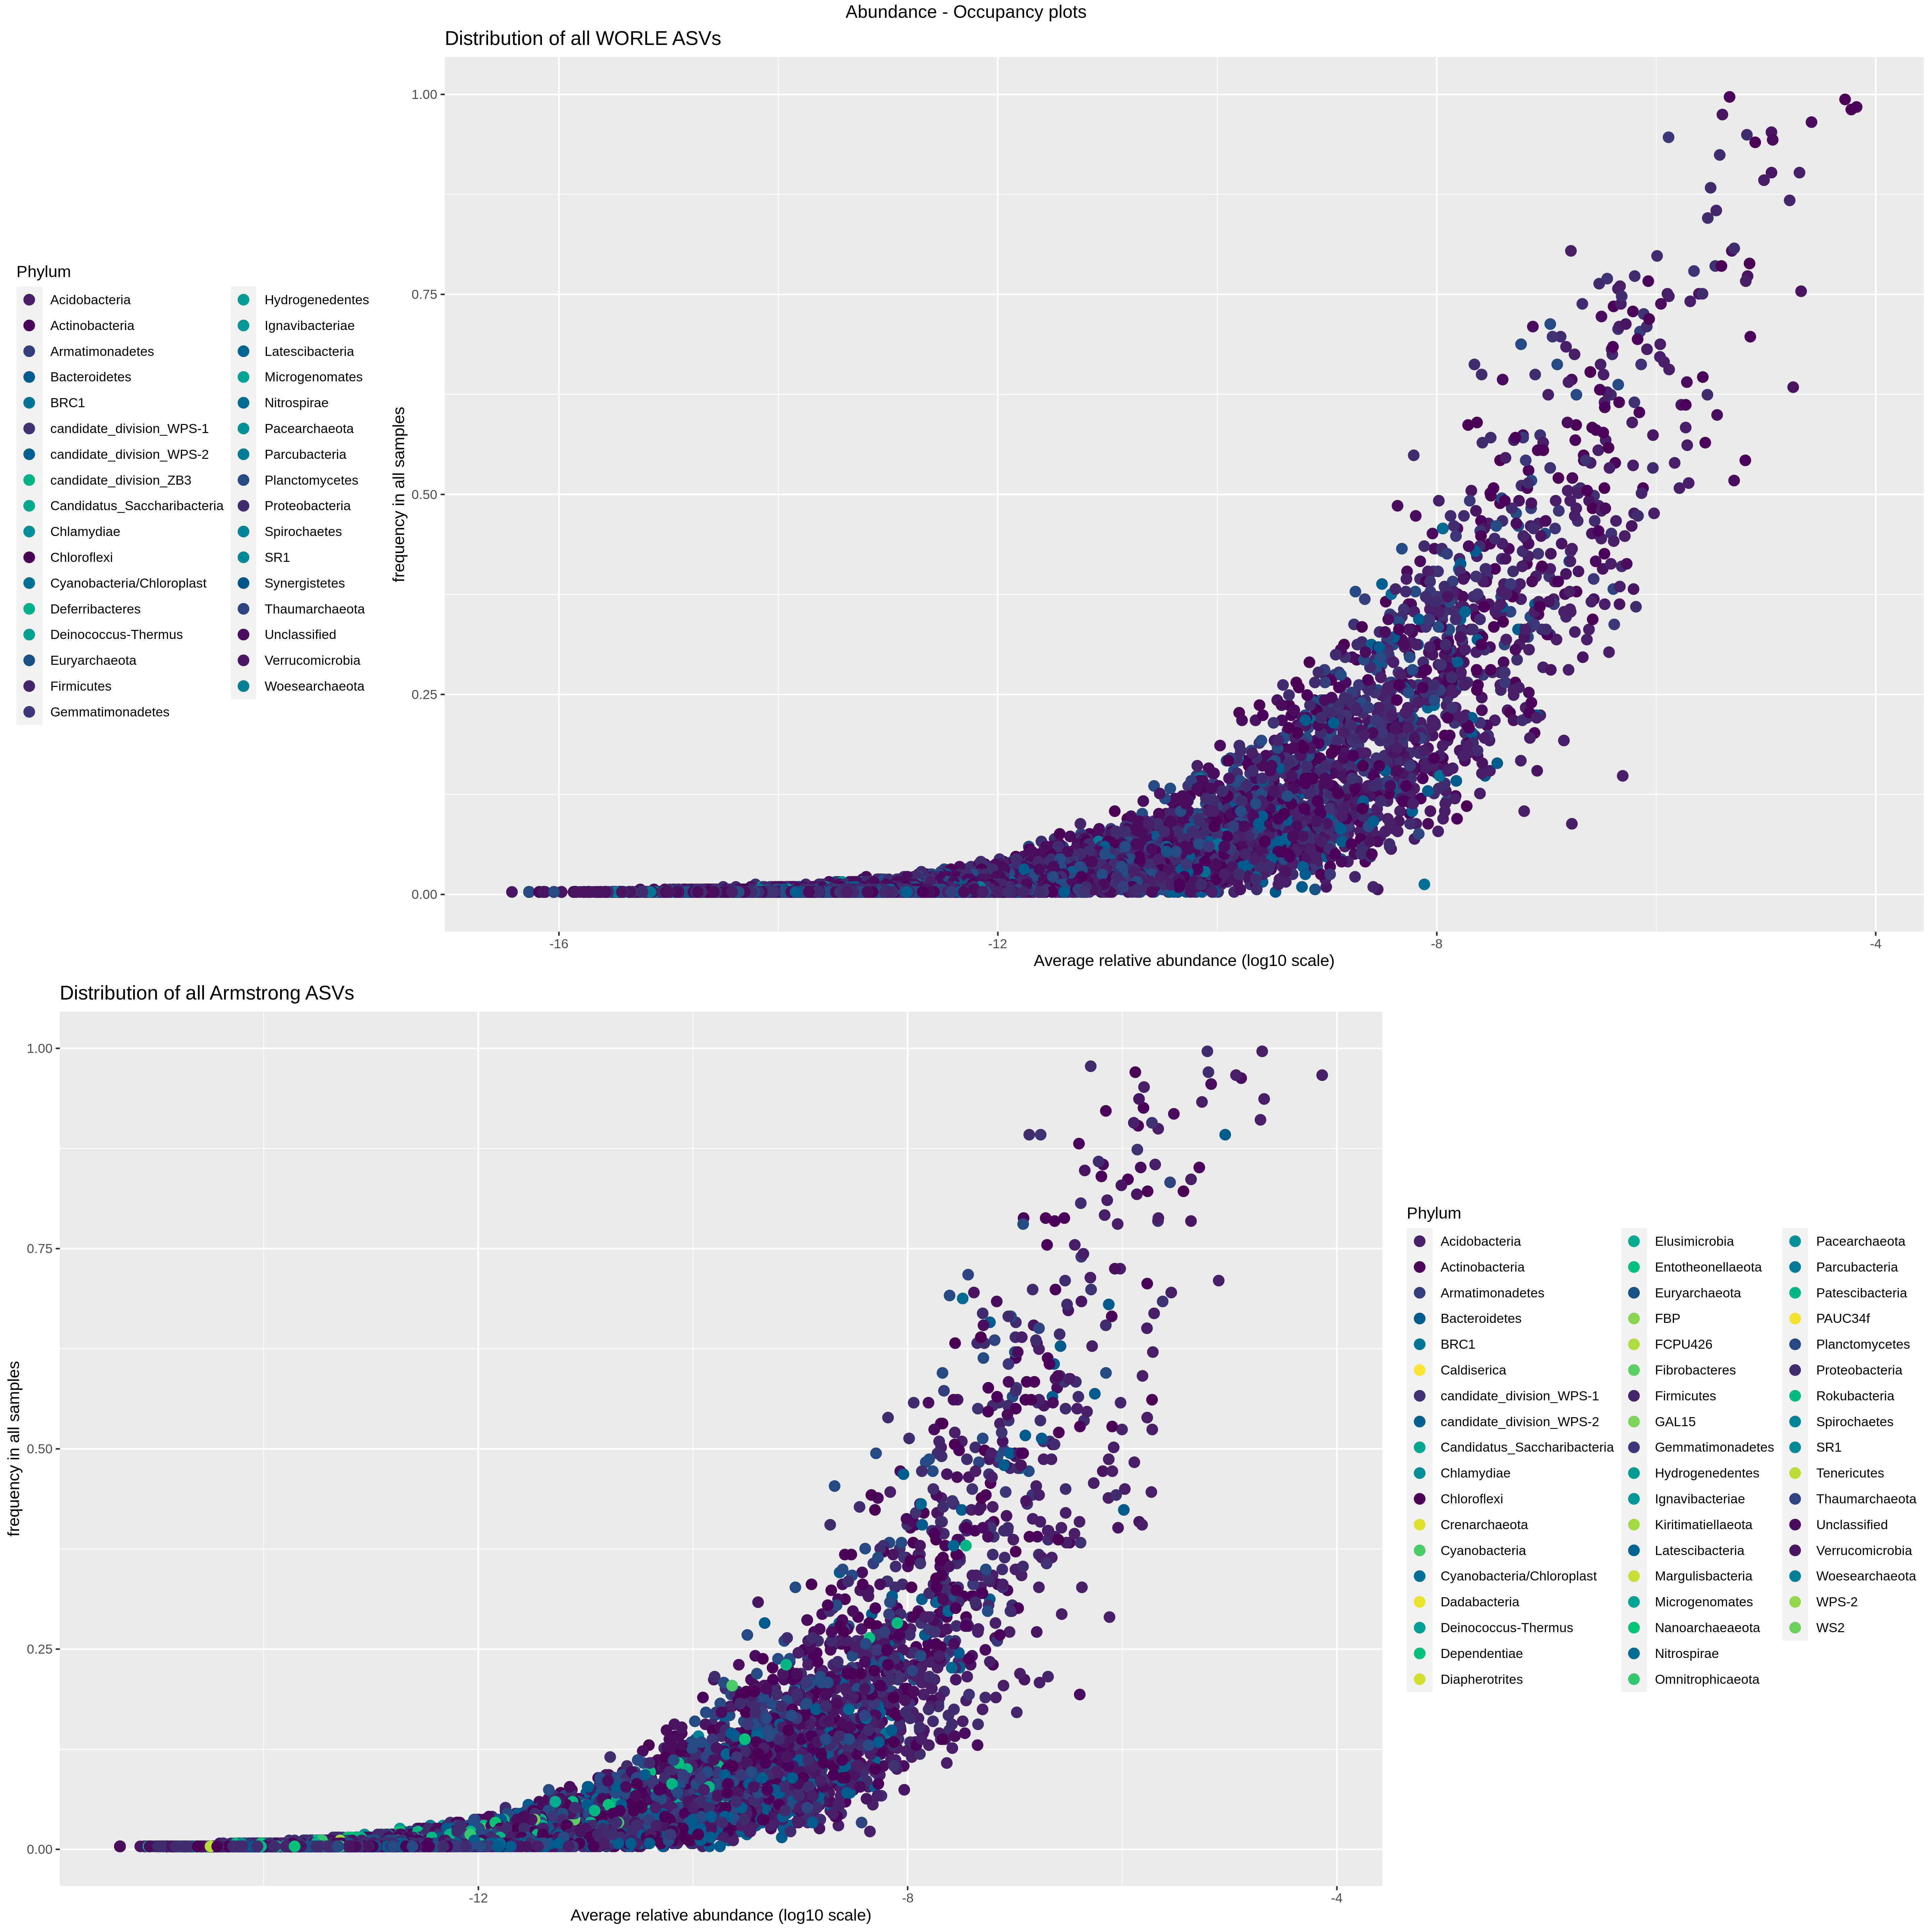 Abundance - Occupancy plots
Distribution of all WORLE ASVs
1.00
0.75
0.50
0.25
0.00
frequency in all samples
-16
-12
-8
-4
Average relative abundance (log10 scale)
Phylum
Acidobacteria
Actinobacteria
Armatimonadetes
Bacteroidetes
BRC1
candidate_division_WPS-1
candidate_division_WPS-2
candidate_division_ZB3
Candidatus_Saccharibacteria
Chlamydiae
Chloroflexi
Cyanobacteria/Chloroplast
Deferribacteres
Deinococcus-Thermus
Euryarchaeota
Firmicutes
Gemmatimonadetes
Hydrogenedentes
Ignavibacteriae
Latescibacteria
Microgenomates
Nitrospirae
Pacearchaeota
Parcubacteria
Planctomycetes
Proteobacteria
Spirochaetes
SR1
Synergistetes
Thaumarchaeota
Unclassified
Verrucomicrobia
Woesearchaeota
Distribution of all Armstrong ASVs
1.00
0.75
0.50
0.25
0.00
frequency in all samples
-12
-8
-4
Average relative abundance (log10 scale)
Phylum
Acidobacteria
Actinobacteria
Armatimonadetes
Bacteroidetes
BRC1
Caldiserica
candidate_division_WPS-1
candidate_division_WPS-2
Candidatus_Saccharibacteria
Chlamydiae
Chloroflexi
Crenarchaeota
Cyanobacteria
Cyanobacteria/Chloroplast
Dadabacteria
Deinococcus-Thermus
Dependentiae
Diapherotrites
Elusimicrobia
Entotheonellaeota
Euryarchaeota
FBP
FCPU426
Fibrobacteres
Firmicutes
GAL15
Gemmatimonadetes
Hydrogenedentes
Ignavibacteriae
Kiritimatiellaeota
Latescibacteria
Margulisbacteria
Microgenomates
Nanoarchaeaeota
Nitrospirae
Omnitrophicaeota
Pacearchaeota
Parcubacteria
Patescibacteria
PAUC34f
Planctomycetes
Proteobacteria
Rokubacteria
Spirochaetes
SR1
Tenericutes
Thaumarchaeota
Unclassified
Verrucomicrobia
Woesearchaeota
WPS-2
WS2